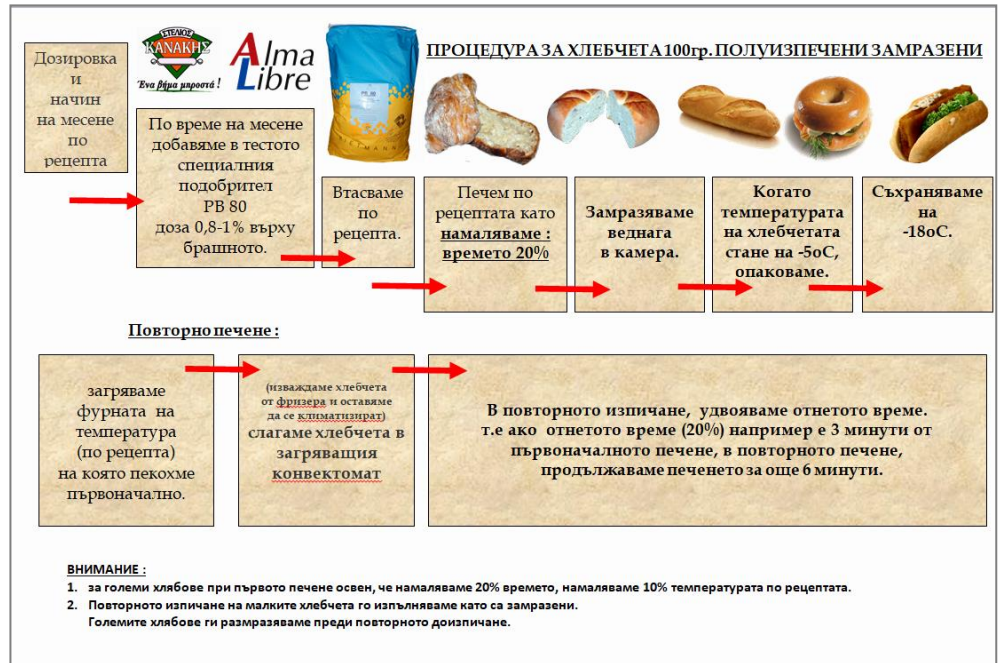 ΣΤΕΛΙΟΣ
ΚΑΝΑΚΗΣ
Ένα βήμα μπροστά !
Alma
Libre
ПРОЦЕДУРА ЗА ХЛЕБЧЕТА 100гр. ПОЛУИЗПЕЧЕНИ ЗАМРАЗЕНИ
Дозировка
и
начин
на месене
по
рецепта
По време на месене
добавяме в тестото
специалния
подобрител
РВ 80
доза 0,8-1% върху
брашното.
Втасваме
по
рецепта.
Печем по
рецептата като
намаляваме :
времето 20%
Замразяваме
веднага
в камера.
Когато
температурата
на хлебчетата
стане на -5оС,
опаковаме.
Съхраняваме
на
-18оС.
Повторно печене :
загряваме
фурната на
температура
(по рецепта)
на която пекохме
първоначално.
(изваждаме хлебчета
от фризера и оставяме
да се климатизират)
слагаме хлебчета в
загряващия
конвектомат
В повторното изпичане, удвояваме отнетото време.
т.е ако отнетото време (20%) например е 3 минути от
първоначалното печене, в повторното печене,
продължаваме печенето за още 6 минути.
ВНИМАНИЕ :
1. за големи хлябове при първото печене освен, че намаляваме 20% времето, намаляваме 10% температурата по рецептата.
2. Повторното изпичане на малките хлебчета го изпълняваме като са замразени.
Големите хлябове ги размразяваме преди повторното доизпичане.